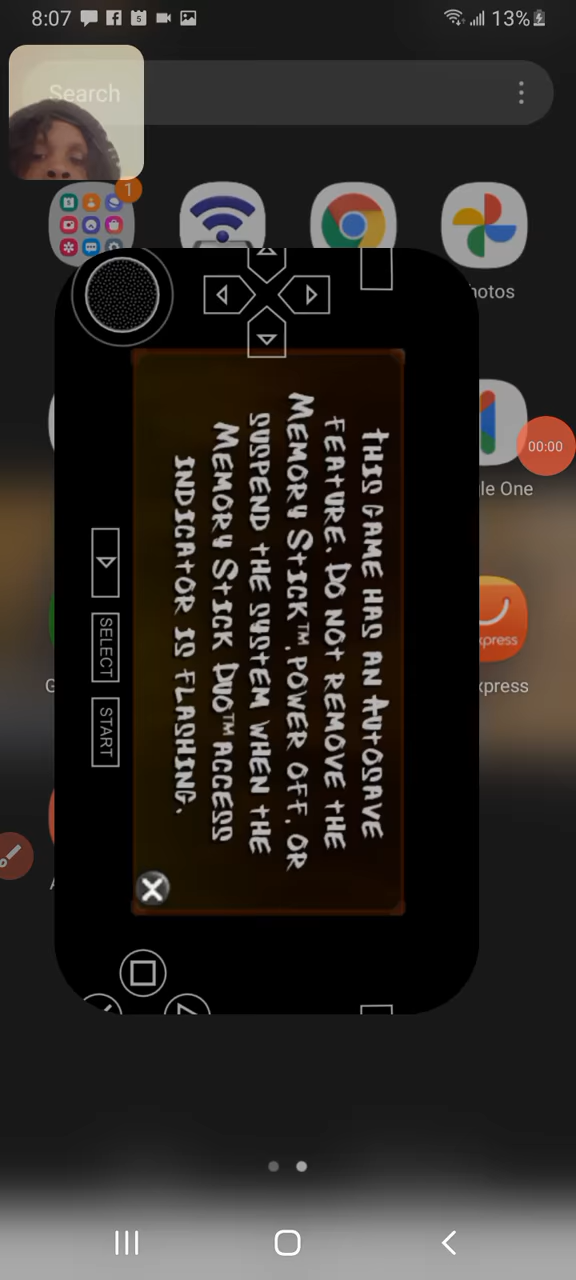 8:07
13%
Search
1
hotos
00:00
le One
xpress
xpress
G
THIS GAME HAS AN AUTOSAVE
FEATURE. DO NOT REMOVE THE
MEMORY STICK™, POWER OFF, OR
SUSPEND THE SYSTEM WHEN THE
MEMORY STICK DUO™ ACCESS
INDICATOR IS FLASHING.
SELECT
START